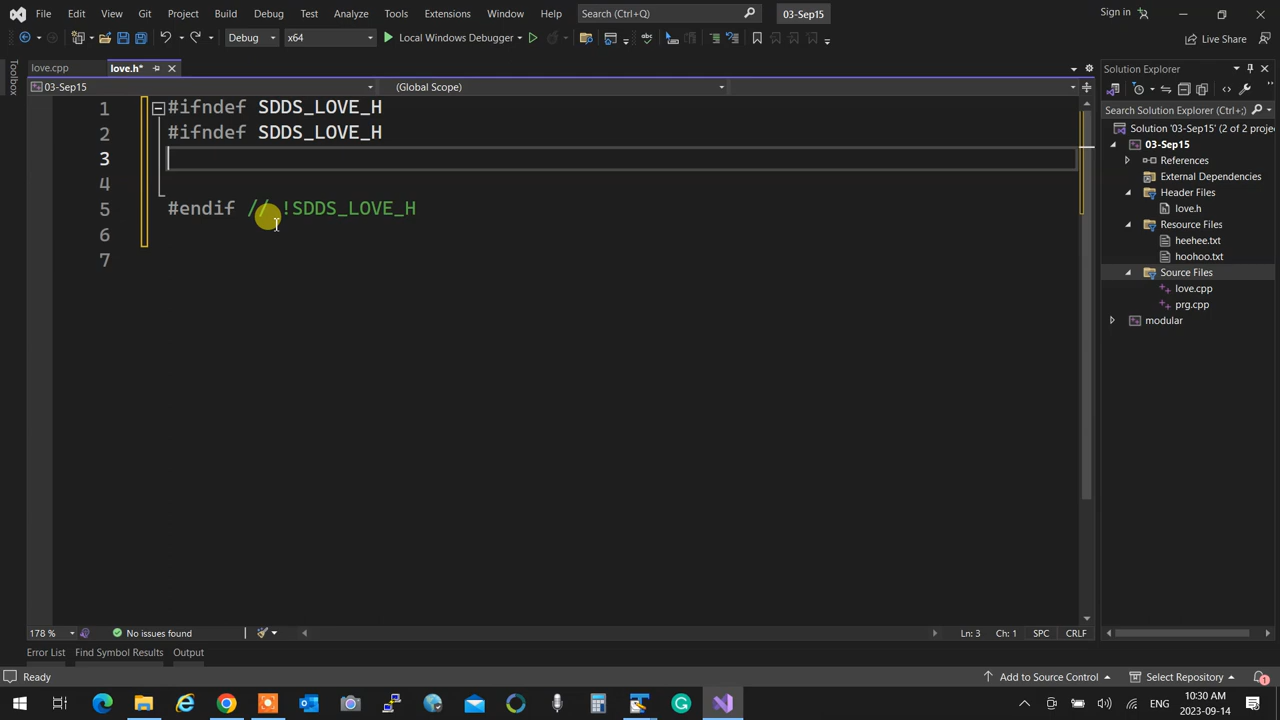 File Edit View Git Project Build Debug Test Analyze Tools Extensions Window Help Search (Ctrl+Q) 03-Sep15 Sign in
Debug x64 Local Windows Debugger Live Share
Toolbox
love.cpp love.h*
03-Sep15 (Global Scope)
1 #ifndef SDDS_LOVE_H
2 #ifndef SDDS_LOVE_H
3
4
5 #endif // !SDDS_LOVE_H
6
7
Solution Explorer
Search Solution Explorer (Ctrl+;)
Solution '03-Sep15' (2 of 2 proje
03-Sep15
References
External Dependencies
Header Files
love.h
Resource Files
heehee.txt
hoohoo.txt
Source Files
love.cpp
prg.cpp
modular
178 % No issues found Ln: 3 Ch: 1 SPC CRLF
Error List Find Symbol Results Output
Ready Add to Source Control Select Repository 1
ENG 10:30 AM
2023-09-14